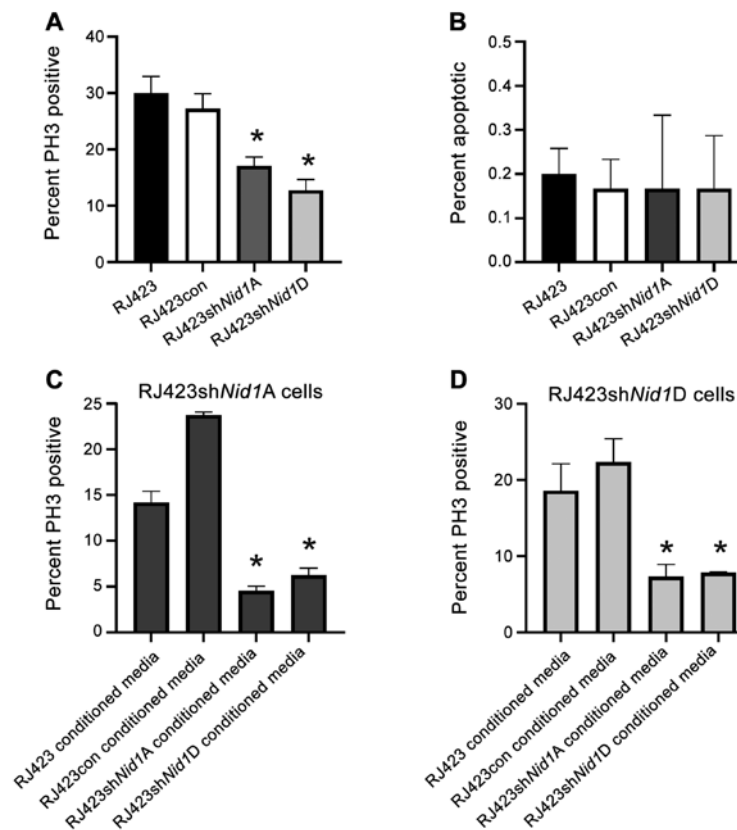 A
Percent PH3 positive
40
30
20
10
0
*
*
RJ423
RJ423con
RJ423shNid1A
RJ423shNid1D
B
Percent apoptotic
0.5
0.4
0.3
0.2
0.1
0.0
RJ423
RJ423con
RJ423shNid1A
RJ423shNid1D
C
RJ423shNid1A cells
Percent PH3 positive
25
20
15
10
5
0
*
*
RJ423 conditioned media
RJ423con conditioned media
RJ423shNid1A conditioned media
RJ423shNid1D conditioned media
D
RJ423shNid1D cells
Percent PH3 positive
30
20
10
0
*
*
RJ423 conditioned media
RJ423con conditioned media
RJ423shNid1A conditioned media
RJ423shNid1D conditioned media